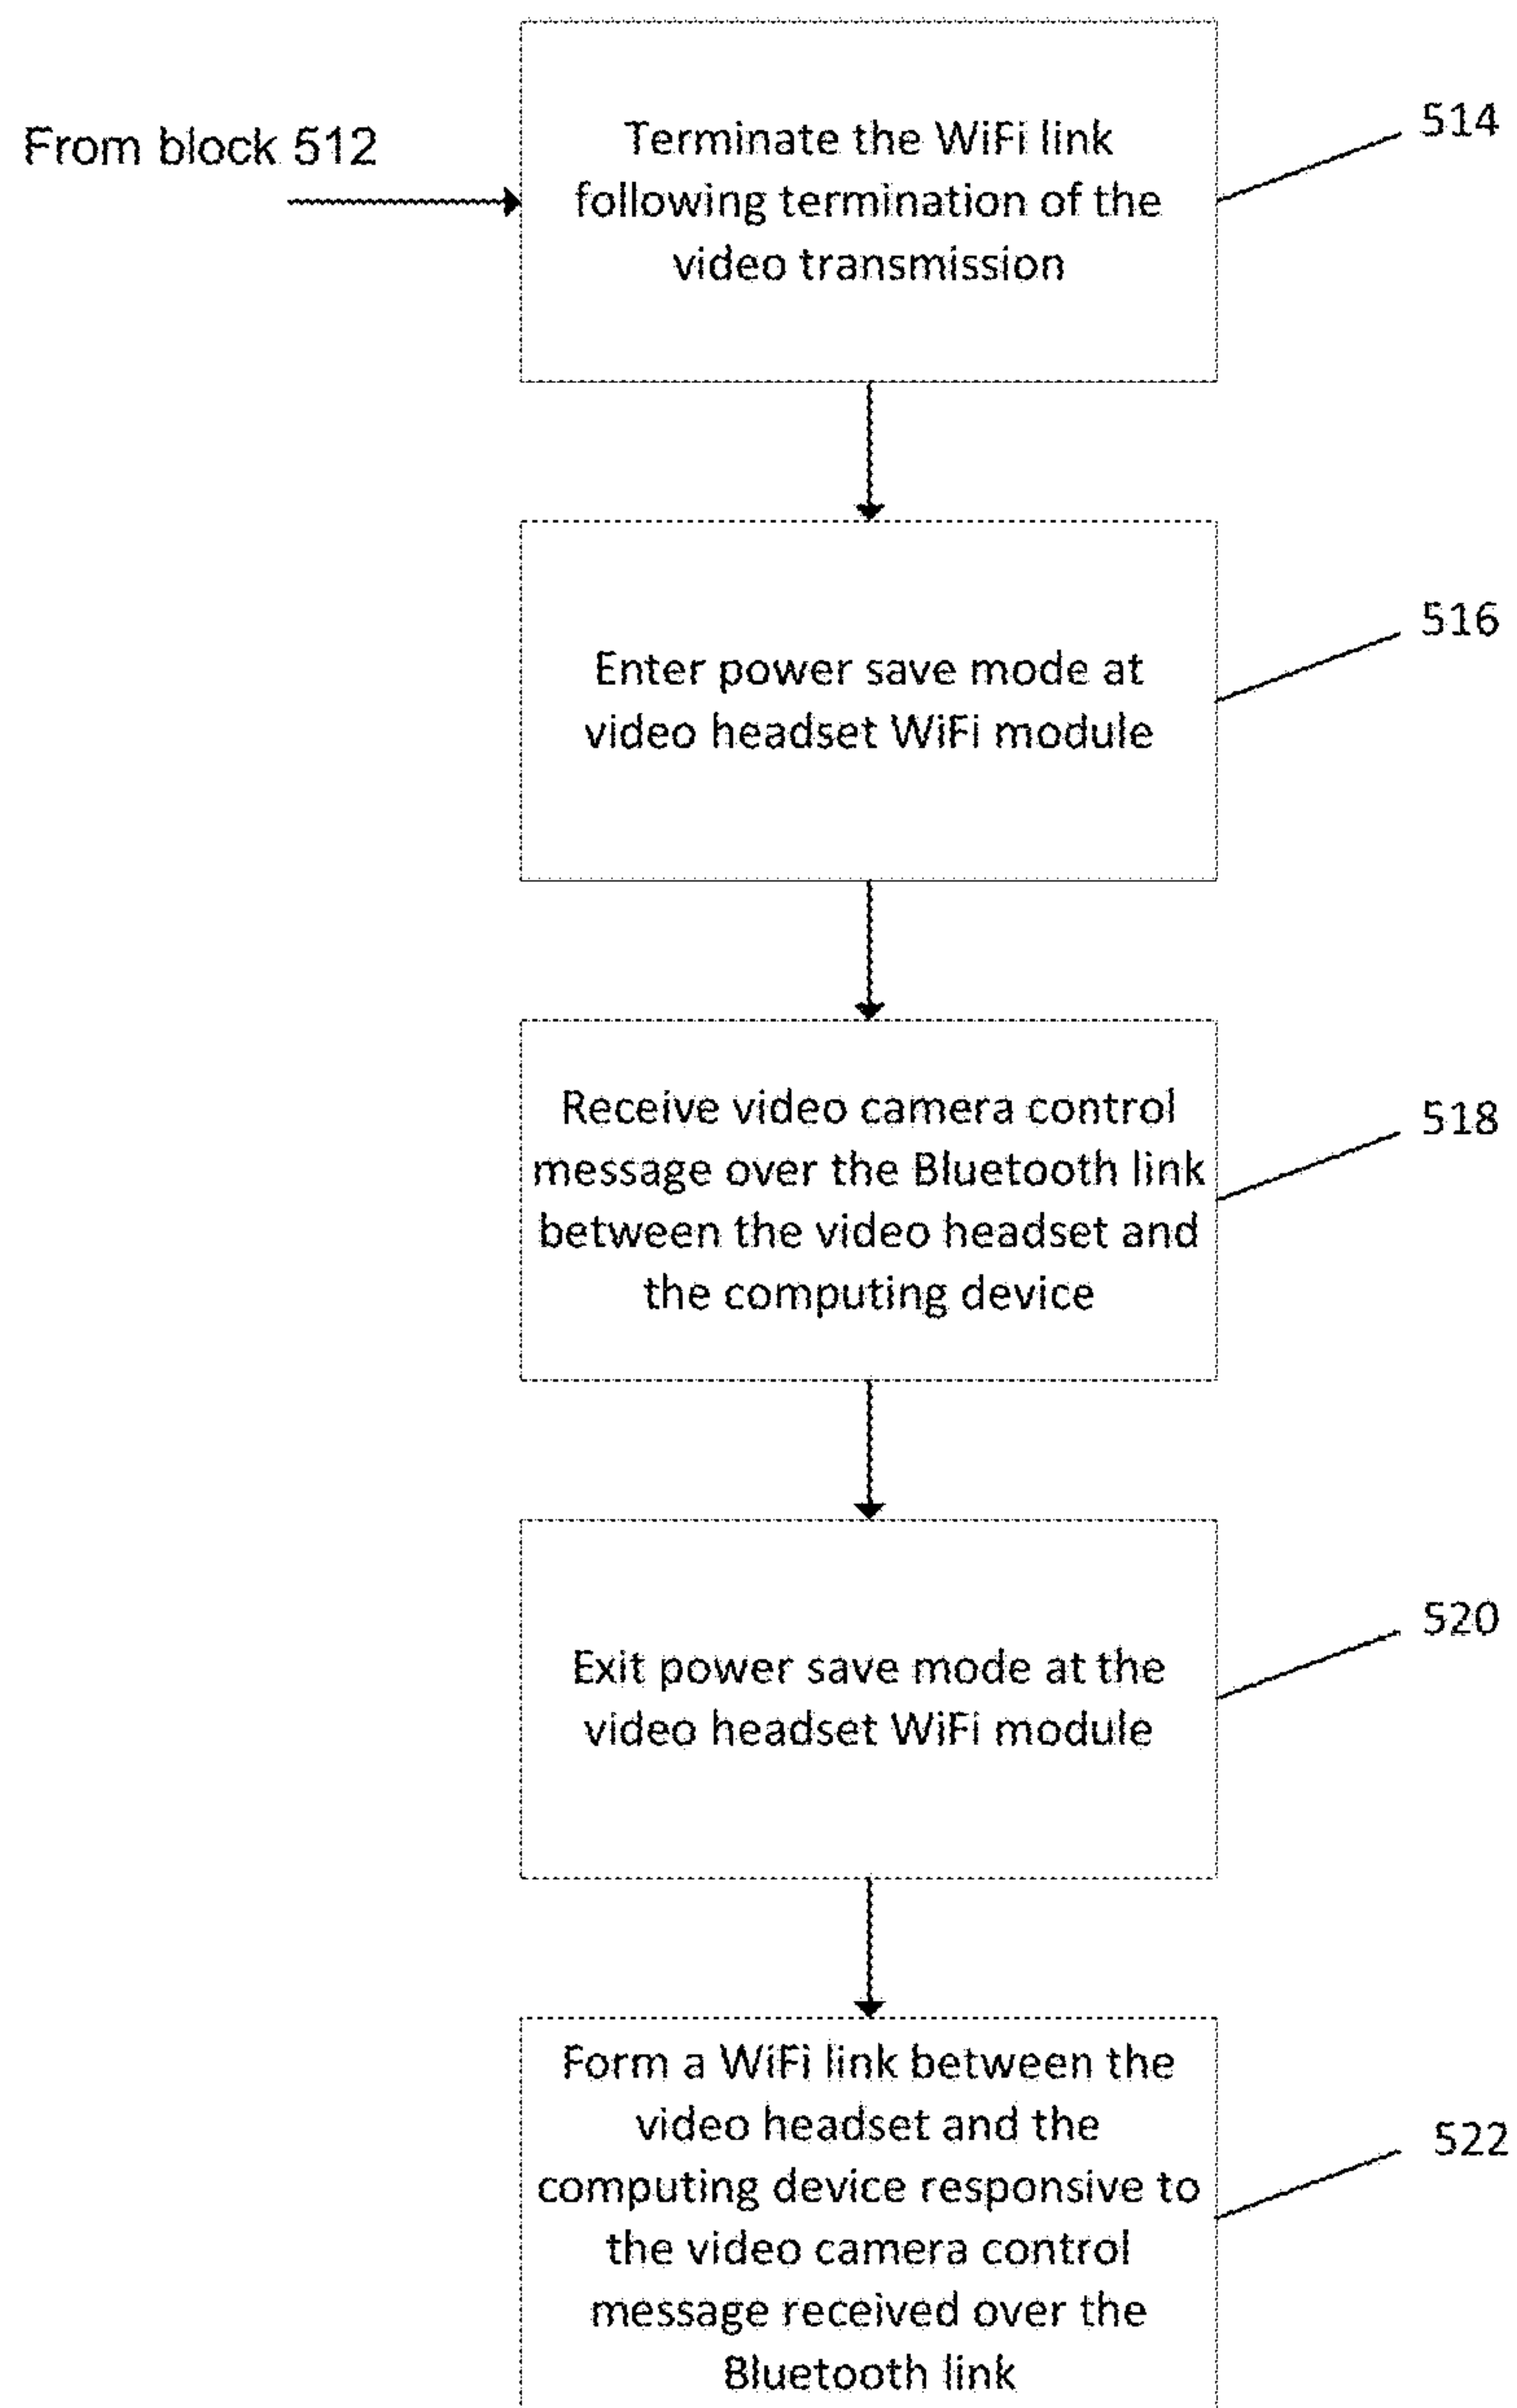 From block 512
Terminate the WiFi link
following termination of the
video transmission
514
Enter power save mode at
video headset WiFi module
516
Receive video camera control
message over the Bluetooth link
between the video headset and
the computing device
518
Exit power save mode at the
video headset WiFi module
520
Form a WiFi link between the
video headset and the
computing device responsive to
the video camera control
message received over the
Bluetooth link
522